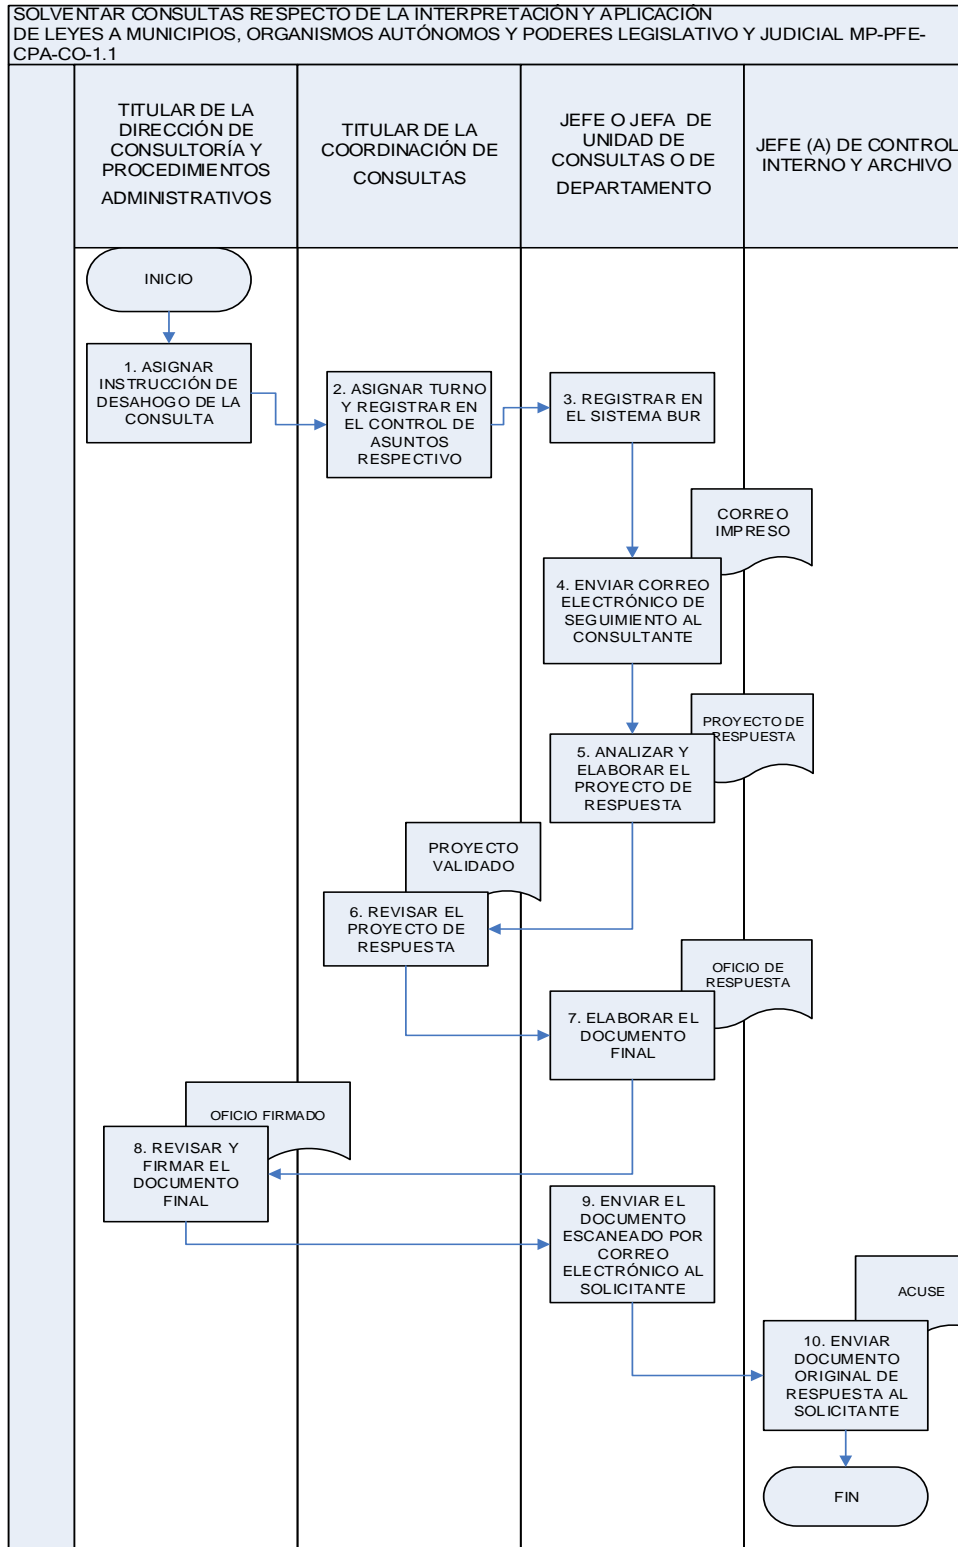 SOLVENTAR CONSULTAS RESPECTO DE LA INTERPRETACIÓN Y APLICACIÓN
DE LEYES A MUNICIPIOS, ORGANISMOS AUTÓNOMOS Y PODERES LEGISLATIVO Y JUDICIAL MP-PFE-
CPA-CO-1.1
TITULAR DE LA
DIRECCIÓN DE
CONSULTORÍA Y
PROCEDIMIENTOS
ADMINISTRATIVOS
TITULAR DE LA
COORDINACIÓN DE
CONSULTAS
JEFE O JEFA DE
UNIDAD DE
CONSULTAS O DE
DEPARTAMENTO
JEFE (A) DE CONTROL
INTERNO Y ARCHIVO
INICIO
1. ASIGNAR
INSTRUCCIÓN DE
DESAHOGO DE LA
CONSULTA
2. ASIGNAR TURNO
Y REGISTRAR EN
EL CONTROL DE
ASUNTOS
RESPECTIVO
3. REGISTRAR EN
EL SISTEMA BUR
CORREO
IMPRESO
4. ENVIAR CORREO
ELECTRÓNICO DE
SEGUIMIENTO AL
CONSULTANTE
PROYECTO DE
RESPUESTA
5. ANALIZAR Y
ELABORAR EL
PROYECTO DE
RESPUESTA
PROYECTO
VALIDADO
6. REVISAR EL
PROYECTO DE
RESPUESTA
OFICIO DE
RESPUESTA
7. ELABORAR EL
DOCUMENTO
FINAL
OFICIO FIRMADO
8. REVISAR Y
FIRMAR EL
DOCUMENTO
FINAL
9. ENVIAR EL
DOCUMENTO
ESCANEADO POR
CORREO
ELECTRÓNICO AL
SOLICITANTE
ACUSE
10. ENVIAR
DOCUMENTO
ORIGINAL DE
RESPUESTA AL
SOLICITANTE
FIN